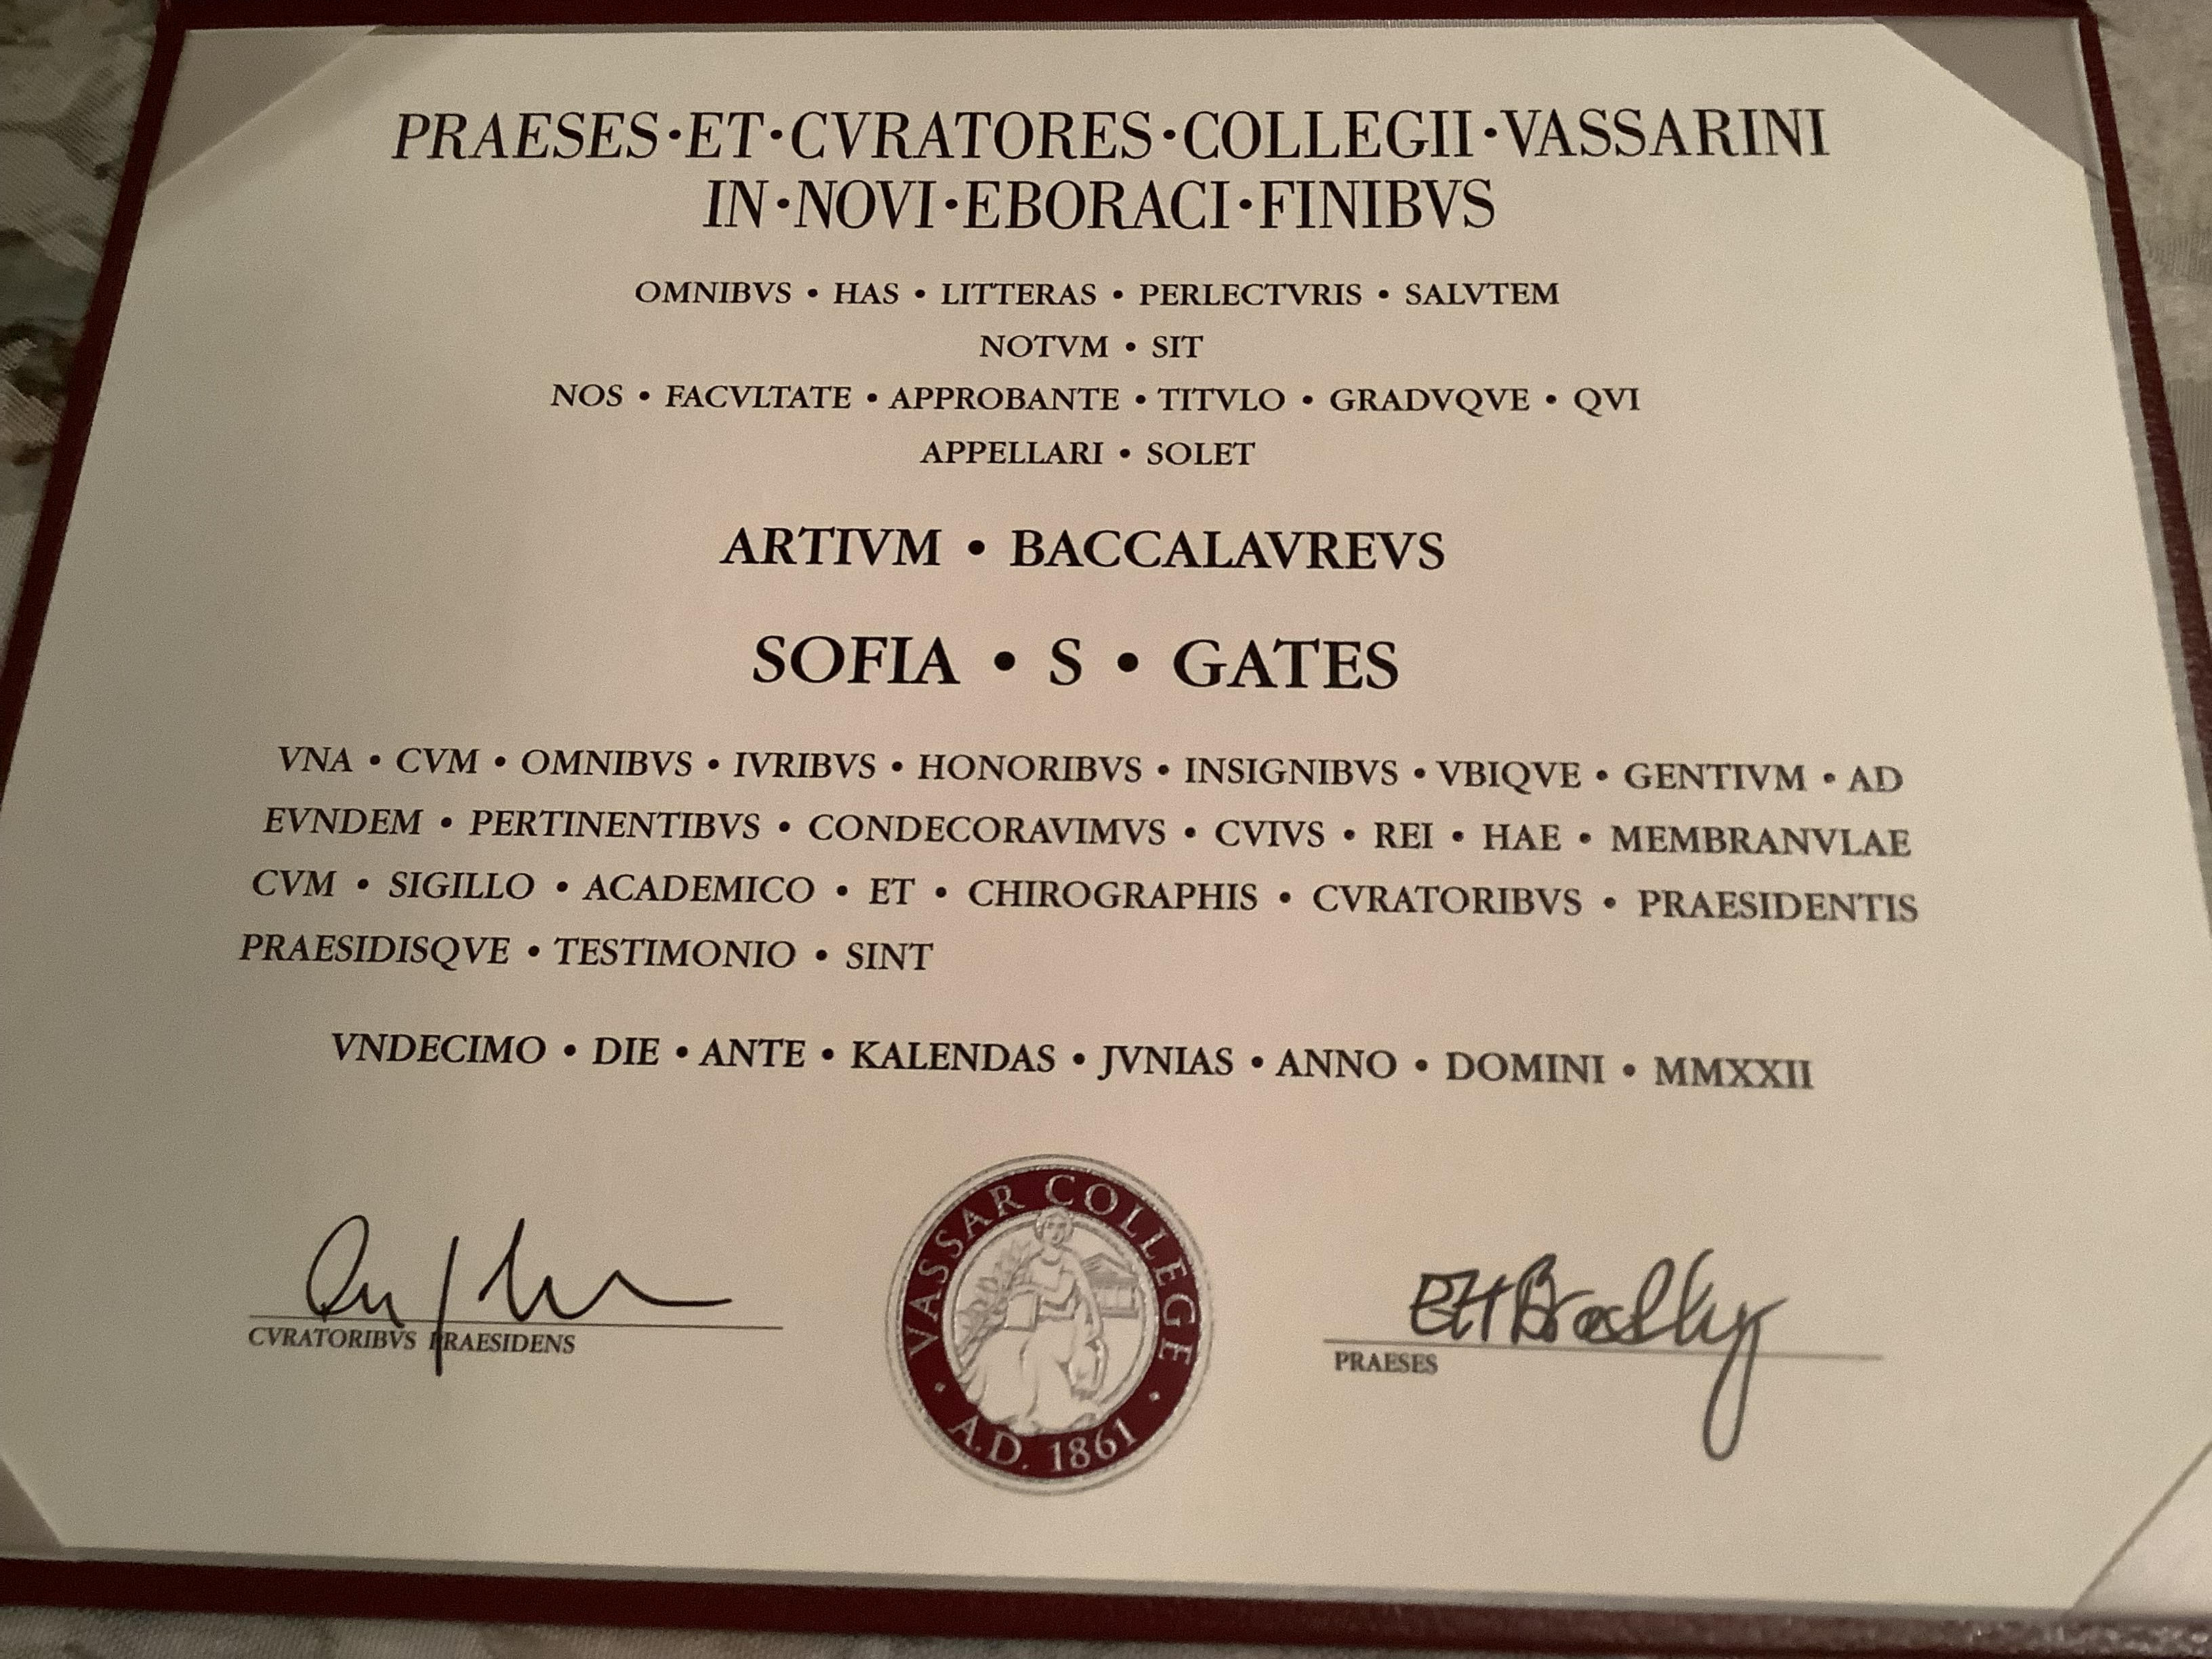 PRAESES·ET·CVRATORES·COLLEGII·VASSARINI
IN·NOVI·EBORACI·FINIBVS
OMNIBVS • HAS • LITTERAS • PERLECTVRIS • SALVTEM
NOTVM • SIT
NOS • FACVLTATE • APPROBANTE • TITVLO • GRADVQVE • QVI
APPELLARI • SOLET
ARTIVM • BACCALAVREVS
SOFIA • S • GATES
VNA • CVM • OMNIBVS • IVRIBVS • HONORIBVS • INSIGNIBVS • VBIQVE • GENTIVM • AD
EVNDEM • PERTINENTIBVS • CONDECORAVIMVS • CVIVS • REI • HAE • MEMBRANVLAE
CVM • SIGILLO • ACADEMICO • ET • CHIROGRAPHIS • CVRATORIBVS • PRAESIDENTIS
PRAESIDISQVE • TESTIMONIO • SINT
VNDECIMO • DIE • ANTE • KALENDAS • JVNIAS • ANNO • DOMINI • MMXXII
VASSAR COLLEGE
• A.D. 1861 •
EHBradley
CVRATORIBVS PRAESIDENS
PRAESES